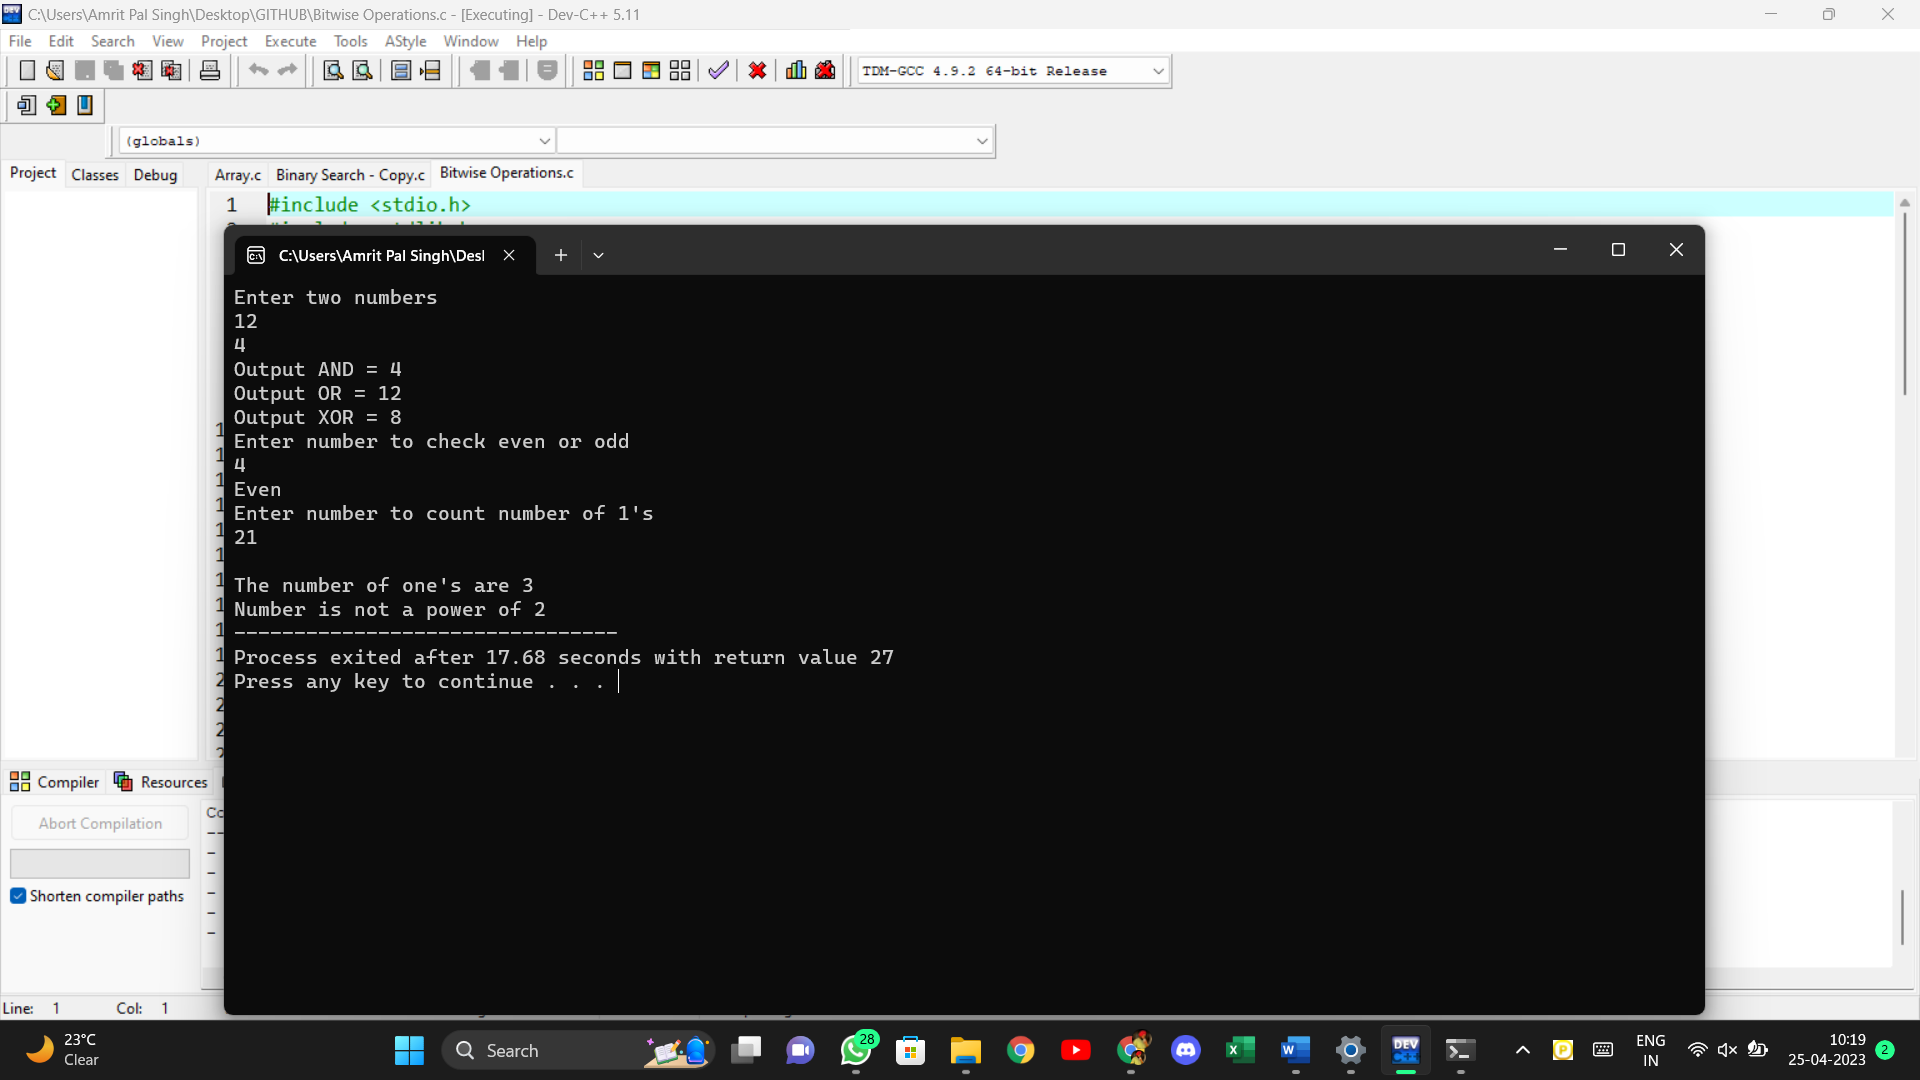 C:\Users\Amrit Pal Singh\Desktop\GITHUB\Bitwise Operations.c - [Executing] - Dev-C++ 5.11
File Edit Search View Project Execute Tools AStyle Window Help
TDM-GCC 4.9.2 64-bit Release
(globals)
Project Classes Debug Array.c Binary Search - Copy.c Bitwise Operations.c
1 #include <stdio.h>
C:\Users\Amrit Pal Singh\Desl
Enter two numbers
12
4
Output AND = 4
Output OR = 12
Output XOR = 8
Enter number to check even or odd
4
Even
Enter number to count number of 1's
21
The number of one's are 3
Number is not a power of 2
--------------------------------
Process exited after 17.68 seconds with return value 27
Press any key to continue . . .
Compiler Resources
Abort Compilation
Shorten compiler paths
Line: 1 Col: 1
23°C
Clear
Search
28
DEV
ENG
IN
10:19
25-04-2023
2